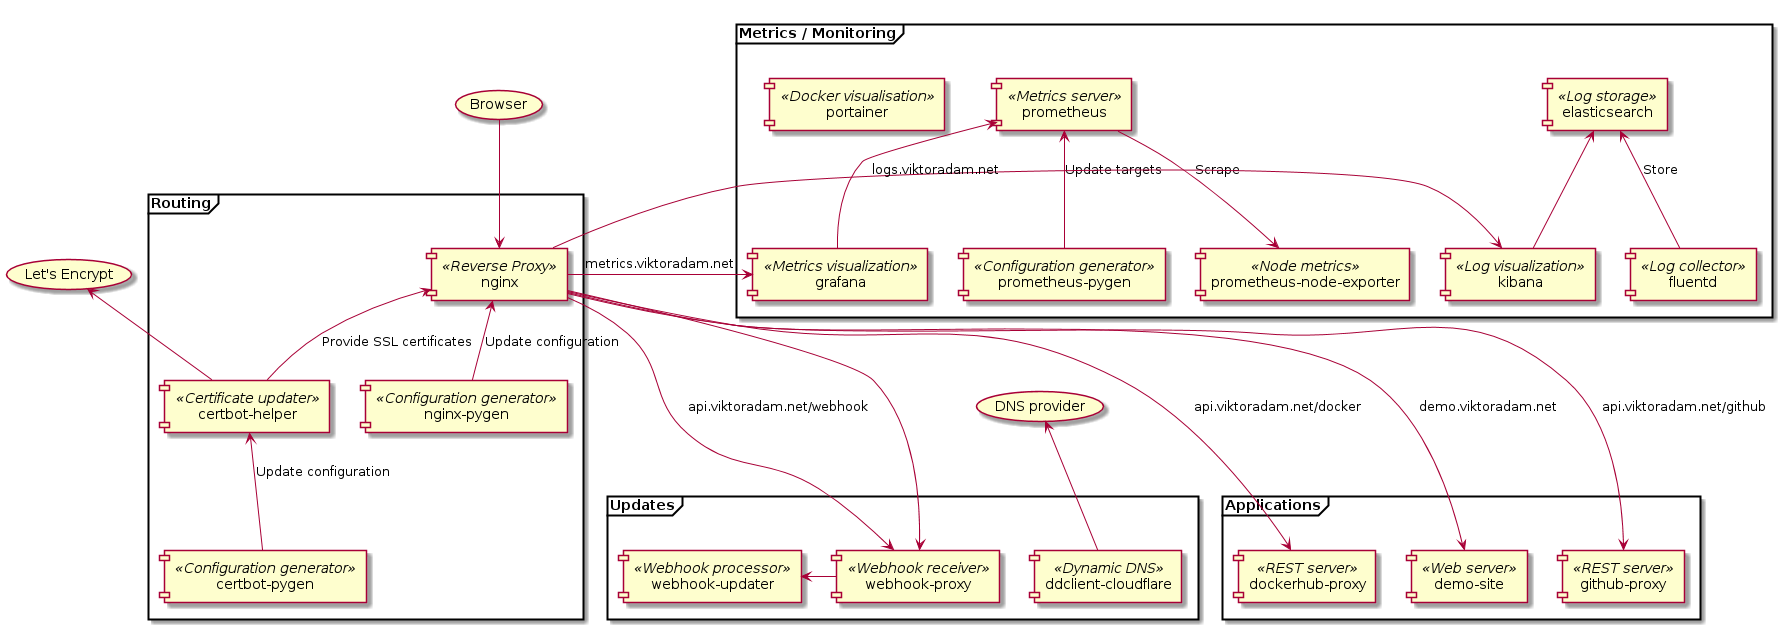 Metrics / Monitoring
«Docker visualisation»
portainer
«Metrics server»
prometheus
«Log storage»
elasticsearch
Browser
logs.viktoradam.net
Update targets
Scrape
Store
Routing
Let's Encrypt
«Reverse Proxy»
nginx
metrics.viktoradam.net
«Metrics visualization»
grafana
«Configuration generator»
prometheus-pygen
«Node metrics»
prometheus-node-exporter
«Log visualization»
kibana
«Log collector»
fluentd
Provide SSL certificates
Update configuration
«Certificate updater»
certbot-helper
«Configuration generator»
nginx-pygen
api.viktoradam.net/webhook
DNS provider
api.viktoradam.net/docker
demo.viktoradam.net
api.viktoradam.net/github
Update configuration
Updates
Applications
«Configuration generator»
certbot-pygen
«Webhook processor»
webhook-updater
«Webhook receiver»
webhook-proxy
«Dynamic DNS»
ddclient-cloudflare
«REST server»
dockerhub-proxy
«Web server»
demo-site
«REST server»
github-proxy